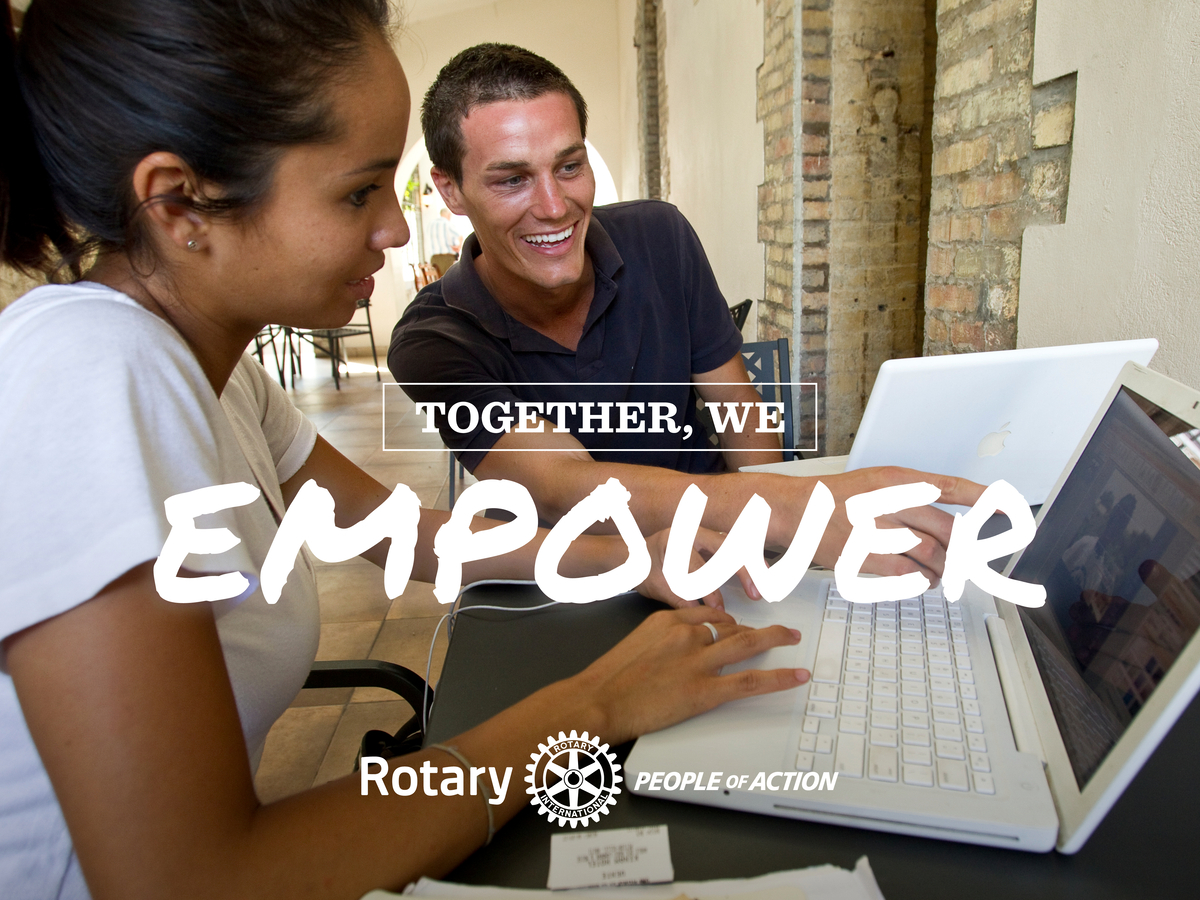 TOGETHER, WE
EMPOWER
Rotary
ROTARY
INTERNATIONAL
PEOPLE OF ACTION